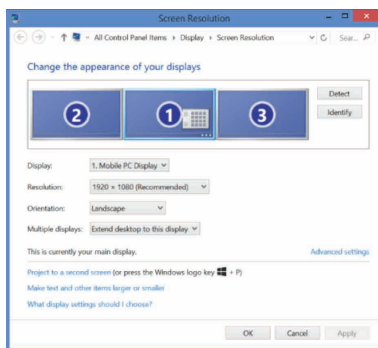 Screen Resolution
All Control Panel Items Display Screen Resolution Sear...
Change the appearance of your displays
2 1 3
Detect
Identify
Display: 1. Mobile PC Display
Resolution: 1920 × 1080 (Recommended)
Orientation: Landscape
Multiple displays: Extend desktop to this display
This is currently your main display. Advanced settings
Project to a second screen (or press the Windows logo key + P)
Make text and other items larger or smaller
What display settings should I choose?
OK Cancel Apply